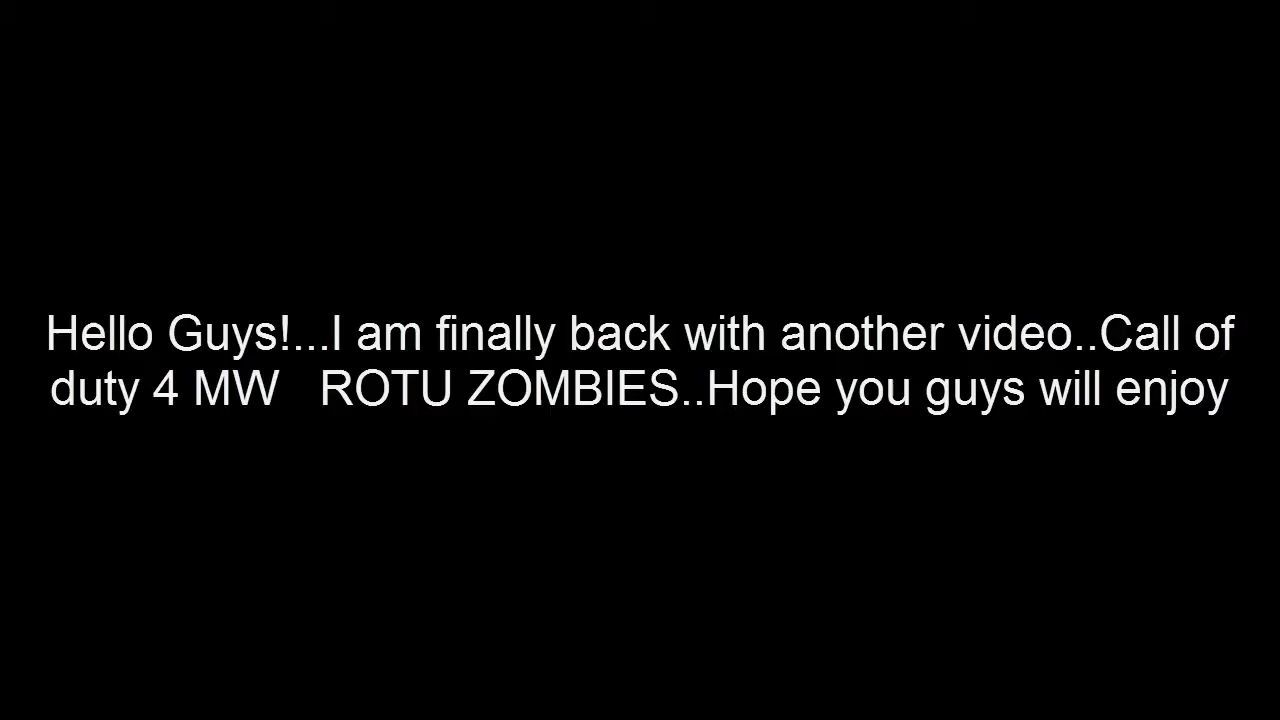 Hello Guys!...I am finally back with another video..Call of
duty 4 MW   ROTU ZOMBIES..Hope you guys will enjoy